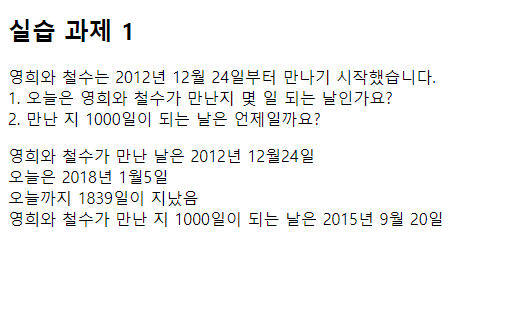 실습 과제 1
영희와 철수는 2012년 12월 24일부터 만나기 시작했습니다.
1. 오늘은 영희와 철수가 만난지 몇 일 되는 날인가요?
2. 만난 지 1000일이 되는 날은 언제일까요?
영희와 철수가 만난 날은 2012년 12월24일
오늘은 2018년 1월5일
오늘까지 1839일이 지났음
영희와 철수가 만난 지 1000일이 되는 날은 2015년 9월 20일